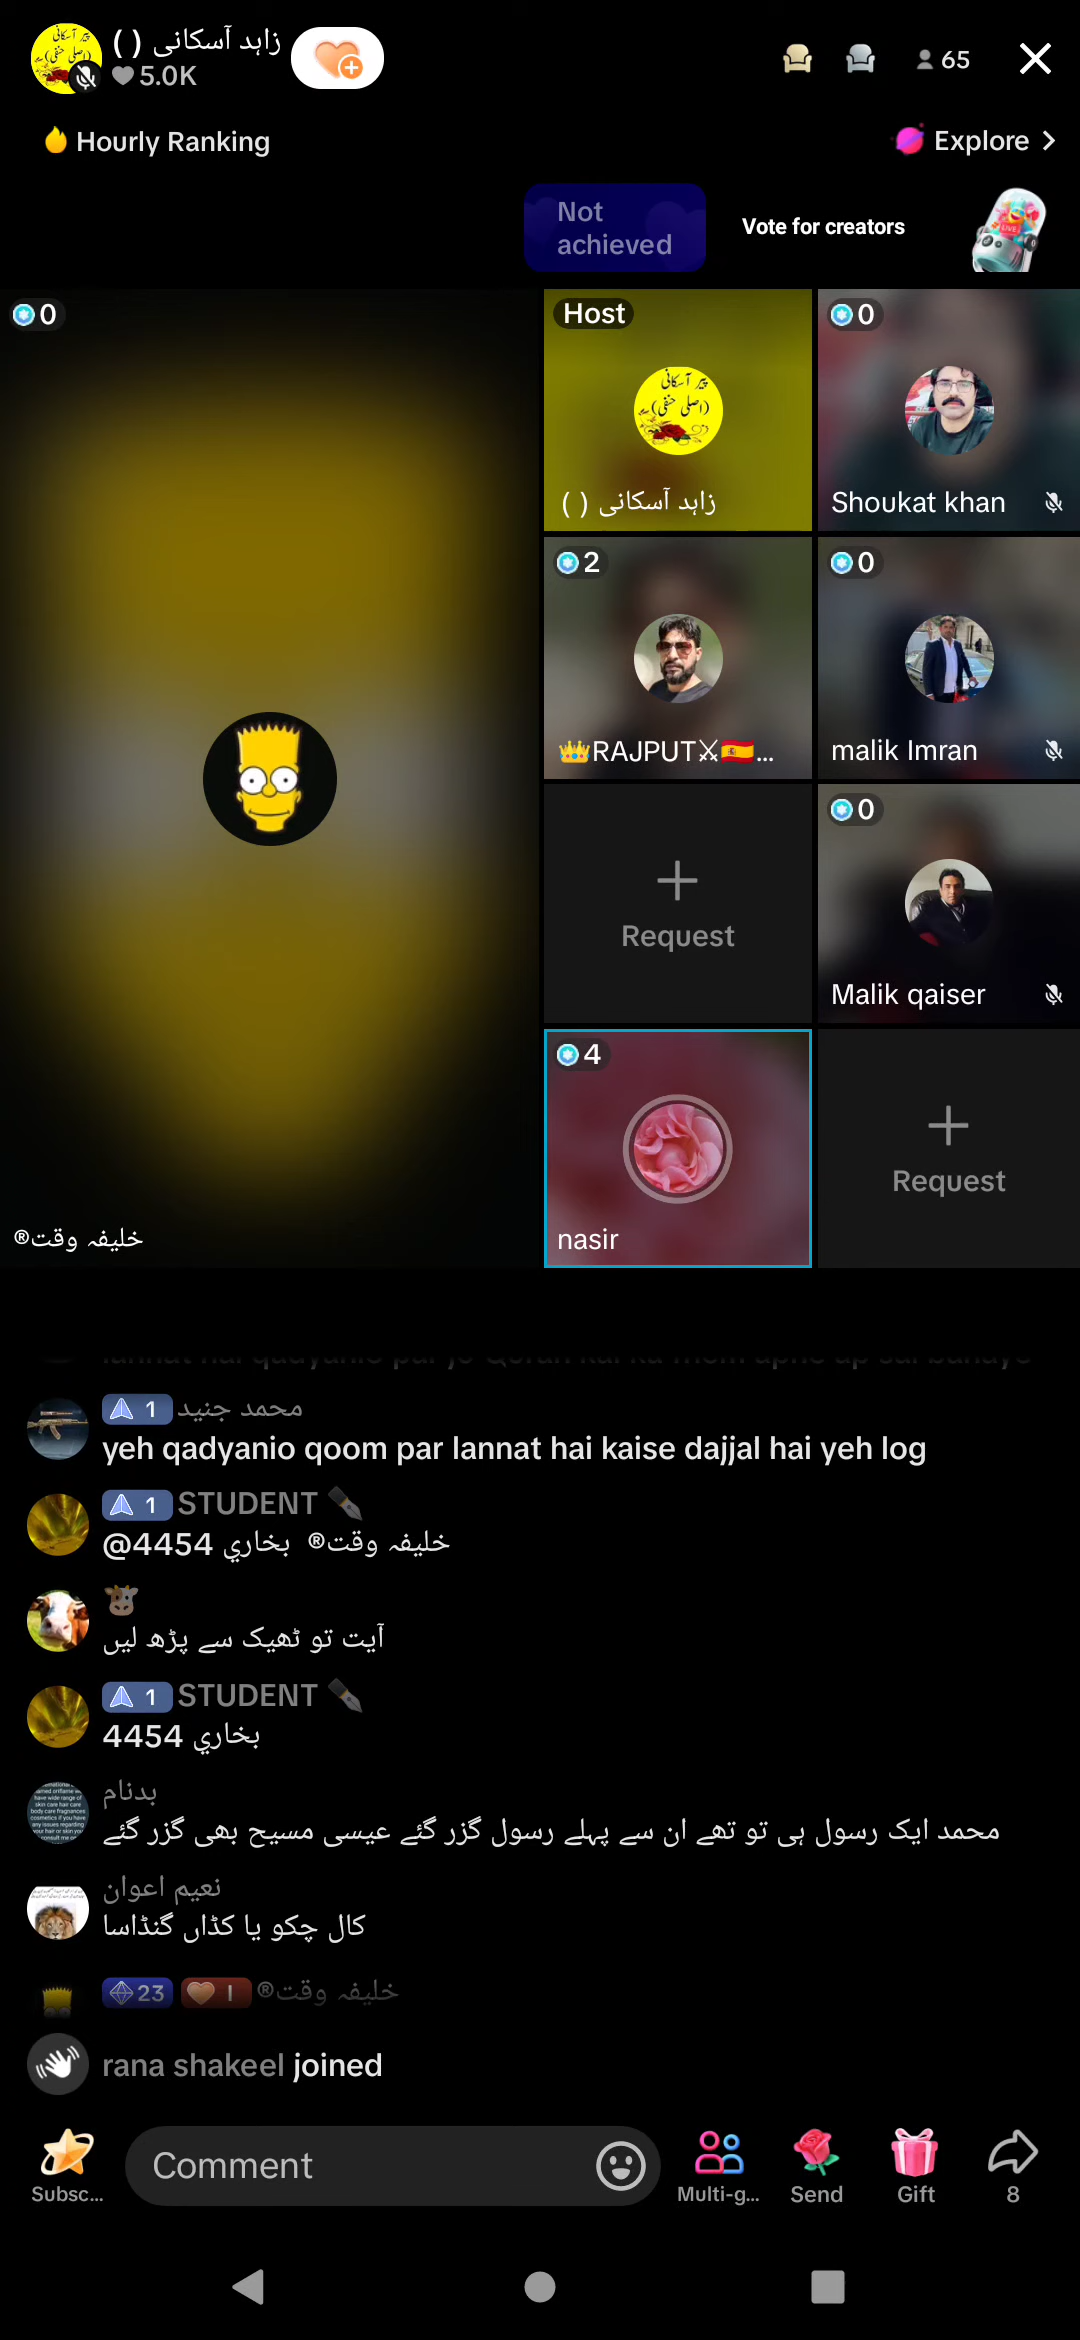 زاہد آسکانی ( )
5.0K
65
Hourly Ranking
Explore
Not
achieved
Vote for creators
0
Host
0
پیر آسکانی
(اصلی حنفی)
زاہد آسکانی ( )
Shoukat khan
2
0
👑RAJPUT⚔🇪🇸...
malik Imran
0
Request
Malik qaiser
4
Request
nasir
خلیفہ وقت®
1 محمد جنید
yeh qadyanio qoom par lannat hai kaise dajjal hai yeh log
1 STUDENT ✒️
@خلیفہ وقت® بخاري 4454
🐮
آیت تو ٹھیک سے پڑھ لیں
1 STUDENT ✒️
بخاري 4454
بدنام
محمد ایک رسول ہی تو تھے ان سے پہلے رسول گزر گئے عیسی مسیح بھی گزر گئے
نعیم اعوان
کال چکو یا کڈاں گنڈاسا
23 I خلیفہ وقت®
rana shakeel joined
Comment
Subsc...
Multi-g...
Send
Gift
8